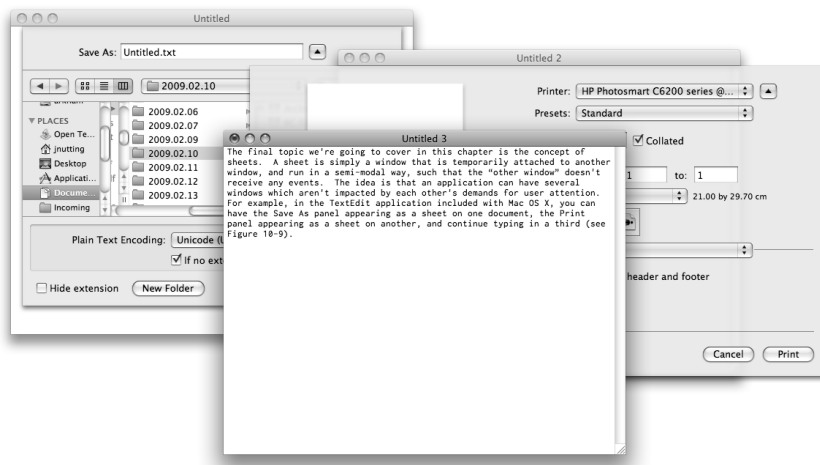 Untitled
Save As: Untitled.txt
2009.02.10
2009.02.06
PLACES
2009.02.07
Open Te...
2009.02.09
jnutting
2009.02.10
Desktop
2009.02.11
Applicati...
2009.02.12
Docume...
2009.02.13
Incoming
Plain Text Encoding: Unicode (U
If no ext
Hide extension
New Folder
Untitled 2
Printer: HP Photosmart C6200 series @...
Presets: Standard
Collated
1 to: 1
21.00 by 29.70 cm
header and footer
Cancel Print
Untitled 3
The final topic we're going to cover in this chapter is the concept of
sheets. A sheet is simply a window that is temporarily attached to another
window, and run in a semi-modal way, such that the “other window” doesn't
receive any events. The idea is that an application can have several
windows which aren't impacted by each other's demands for user attention.
For example, in the TextEdit application included with Mac OS X, you can
have the Save As panel appearing as a sheet on one document, the Print
panel appearing as a sheet on another, and continue typing in a third (see
Figure 10-9).